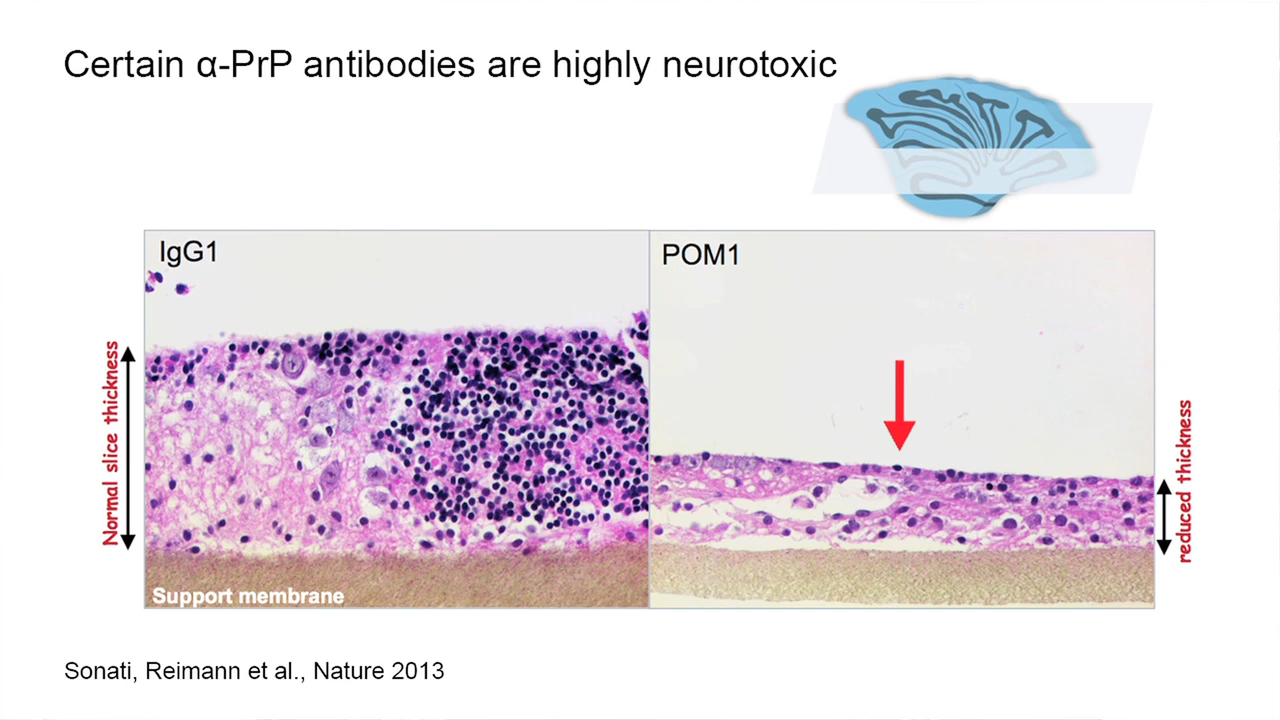 Certain α-PrP antibodies are highly neurotoxic
IgG1
POM1
Normal slice thickness
reduced thickness
Support membrane
Sonati, Reimann et al., Nature 2013